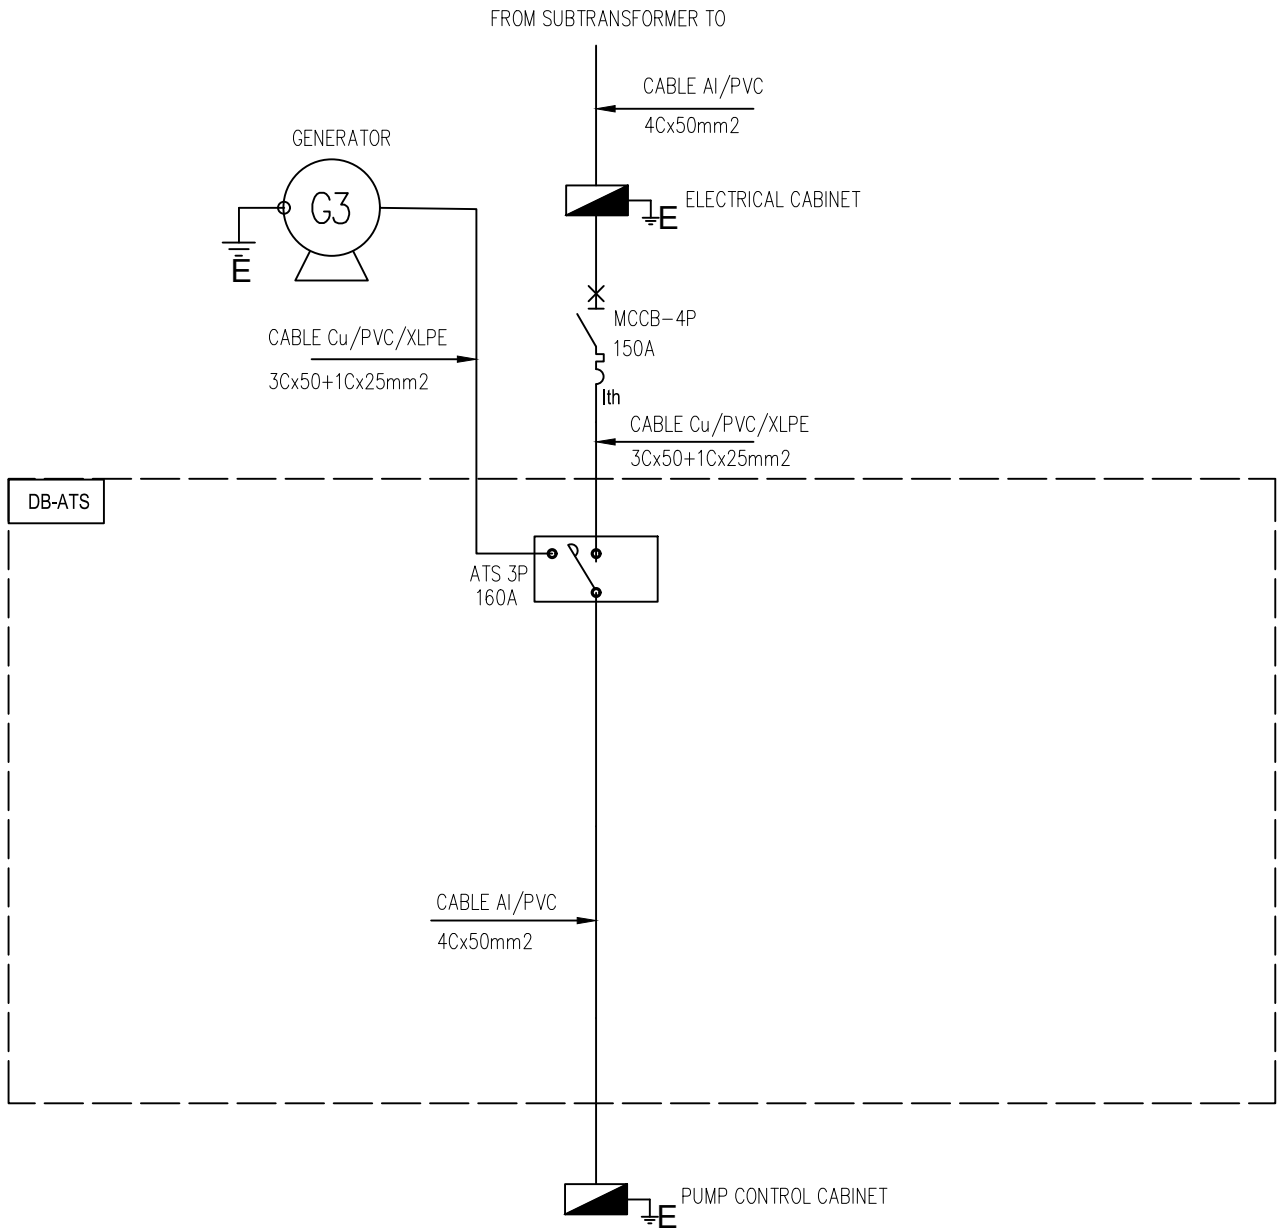 FROM SUBTRANSFORMER TO
CABLE Al/PVC
4Cx50mm2
GENERATOR
G3
E
ELECTRICAL CABINET
E
MCCB-4P
150A
Ith
CABLE Cu/PVC/XLPE
3Cx50+1Cx25mm2
CABLE Cu/PVC/XLPE
3Cx50+1Cx25mm2
DB-ATS
ATS 3P
160A
CABLE Al/PVC
4Cx50mm2
PUMP CONTROL CABINET
E